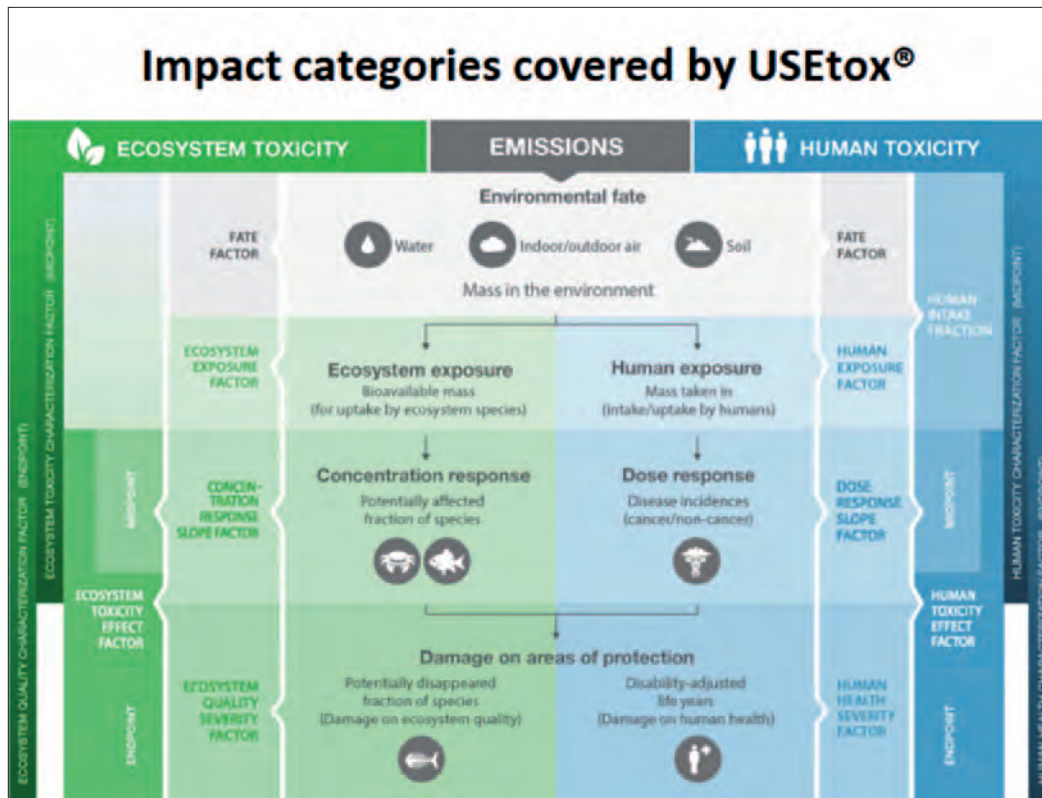 Impact categories covered by USEtox®
ECOSYSTEM TOXICITY
EMISSIONS
HUMAN TOXICITY
Environmental fate
FATE
FACTOR
Water
Indoor/outdoor air
Soil
FATE
FACTOR
Mass in the environment
HUMAN
INTAKE
FRACTION
ECOSYSTEM
EXPOSURE
FACTOR
Ecosystem exposure
Bioavailable mass
(for uptake by ecosystem species)
Human exposure
Mass taken in
(intake/uptake by humans)
HUMAN
EXPOSURE
FACTOR
MIDPOINT
CONCEN-
TRATION
RESPONSE
SLOPE FACTOR
Concentration response
Potentially affected
fraction of species
Dose response
Disease incidences
(cancer/non-cancer)
DOSE
RESPONSE
SLOPE
FACTOR
MIDPOINT
ECOSYSTEM
TOXICITY
EFFECT
FACTOR
HUMAN
TOXICITY
EFFECT
FACTOR
Damage on areas of protection
ENDPOINT
ECOSYSTEM
QUALITY
SEVERITY
FACTOR
Potentially disappeared
fraction of species
(Damage on ecosystem quality)
Disability-adjusted
life years
(Damage on human health)
HUMAN
HEALTH
SEVERITY
FACTOR
ENDPOINT
ECOSYSTEM QUALITY CHARACTERIZATION FACTOR (ENDPOINT)
ECOSYSTEM TOXICITY CHARACTERIZATION FACTOR (MIDPOINT)
HUMAN TOXICITY CHARACTERIZATION FACTOR (MIDPOINT)
HUMAN HEALTH CHARACTERIZATION FACTOR (ENDPOINT)